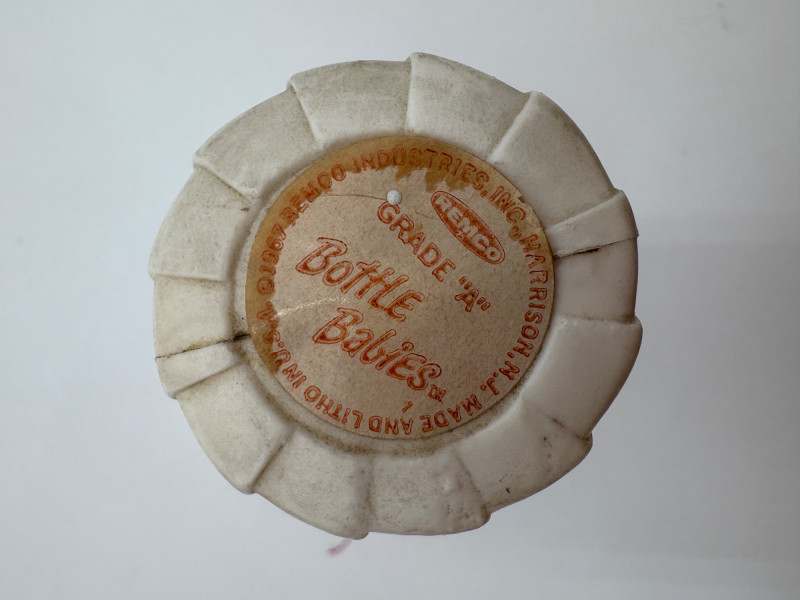 ©1967 REMCO INDUSTRIES, INC., HARRISON, N.J. MADE AND LITHO IN U.S.A.
REMCO
GRADE "A"
Bottle
Babies